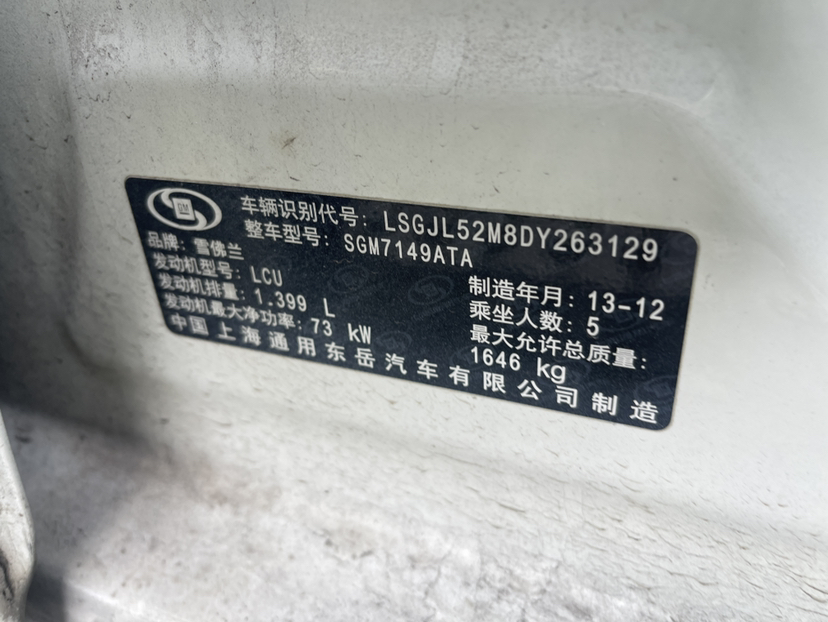 GM
车辆识别代号: LSGJL52M8DY263129
整车型号: SGM7149ATA
品牌: 雪佛兰
发动机型号: LCU
发动机排量: 1.399 L
发动机最大净功率: 73 kW
制造年月: 13-12
乘坐人数: 5
最大允许总质量:
1646 kg
中国上海通用东岳汽车有限公司制造